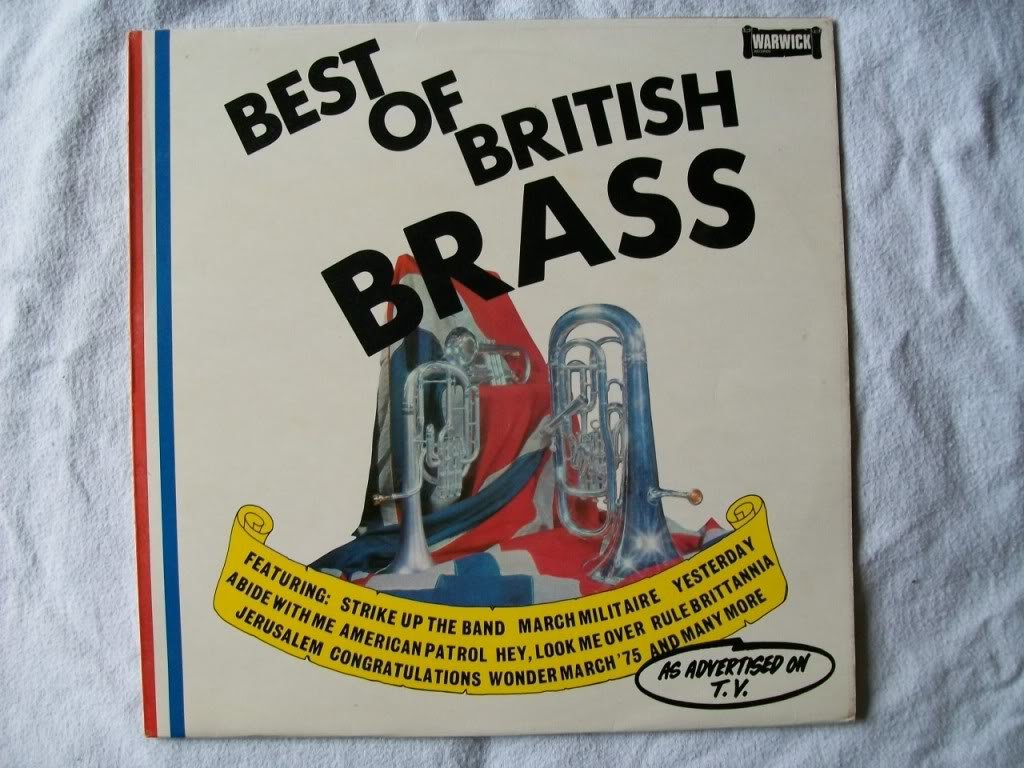 WARWICK
BEST
OF
BRITISH
BRASS
FEATURING: STRIKE UP THE BAND MARCH MILITAIRE YESTERDAY
ABIDE WITH ME AMERICAN PATROL HEY, LOOK ME OVER RULE BRITTANNIA
JERUSALEM CONGRATULATIONS WONDER MARCH '75 AND MANY MORE
AS ADVERTISED ON
T.V.